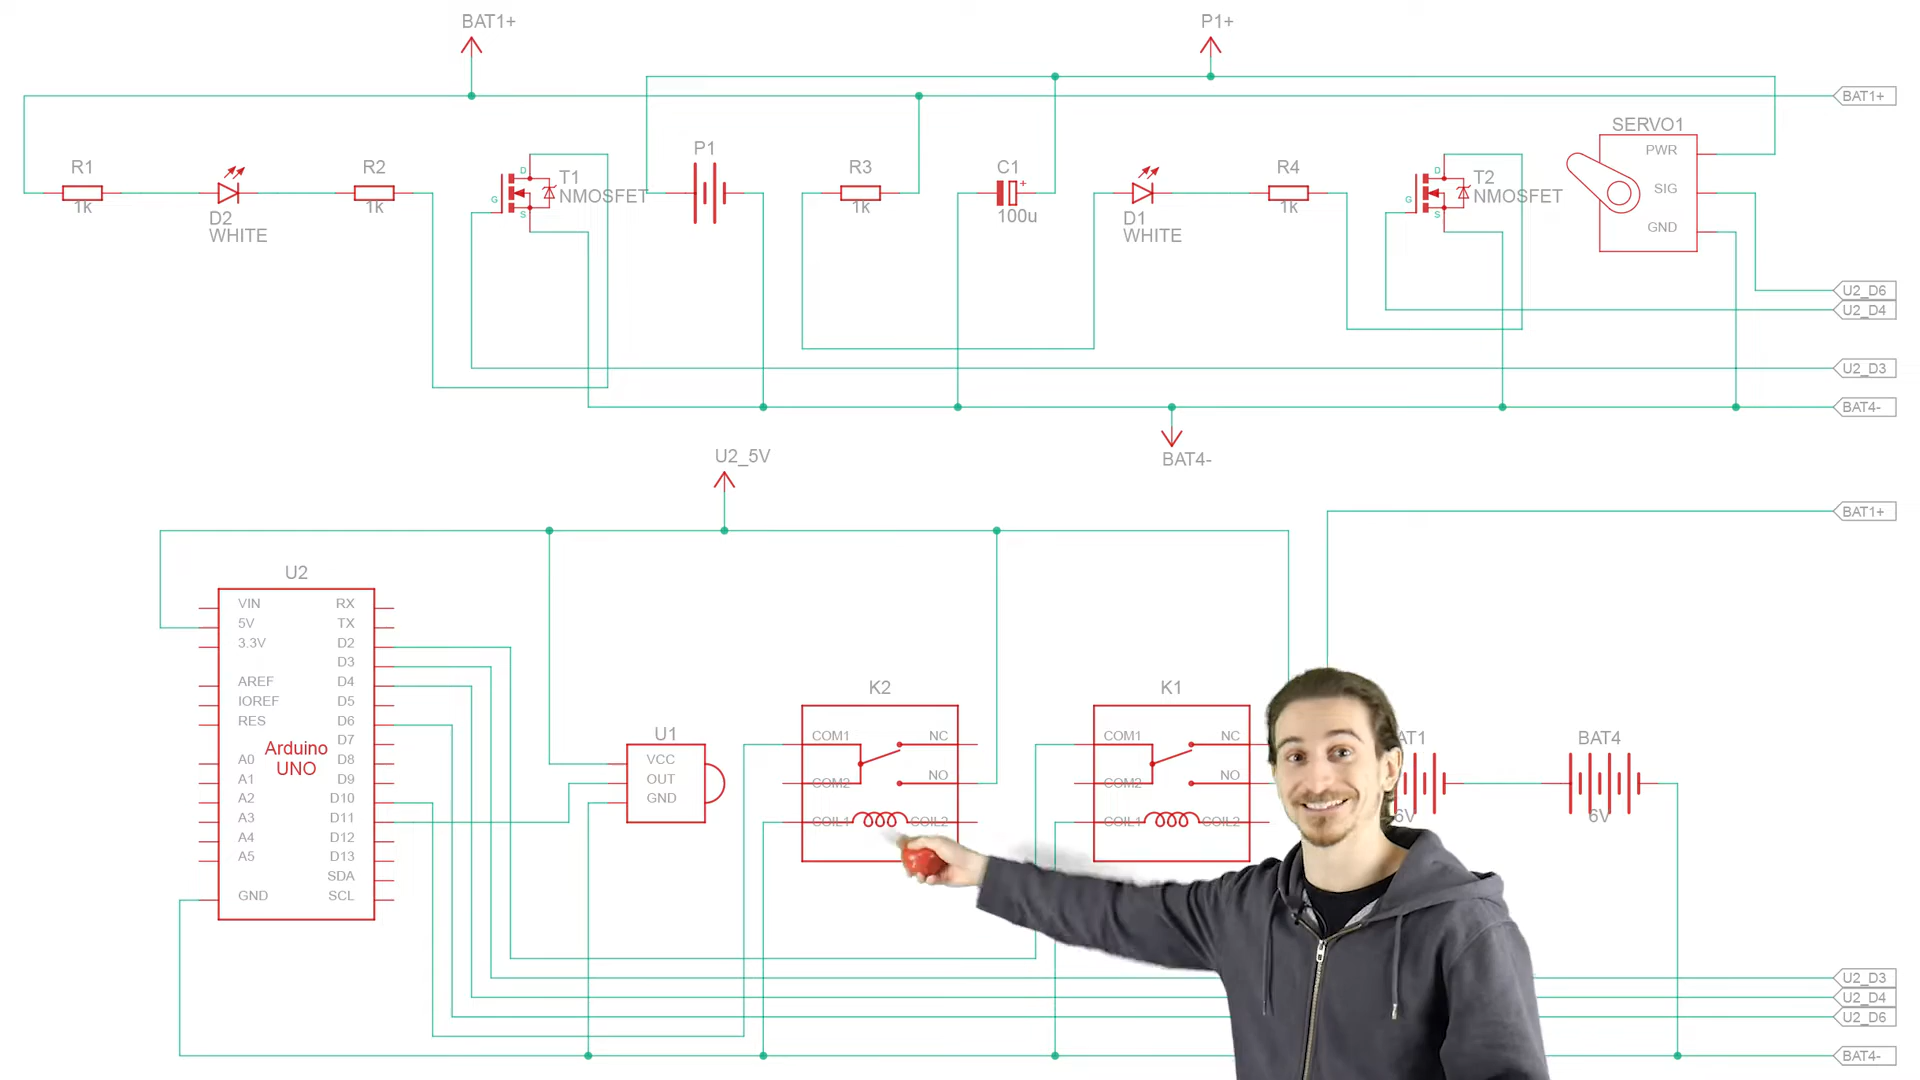 BAT1+
P1+
BAT1+
SERVO1
R1
1k
D2
WHITE
R2
1k
D
G
S
T1
NMOSFET
P1
R3
1k
C1
+
100u
D1
WHITE
R4
1k
D
G
S
T2
NMOSFET
PWR
SIG
GND
U2_D6
U2_D4
U2_D3
BAT4-
BAT4-
U2_5V
BAT1+
U2
VIN
5V
3.3V
AREF
IOREF
RES
A0
A1
A2
A3
A4
A5
GND
Arduino
UNO
RX
TX
D2
D3
D4
D5
D6
D7
D8
D9
D10
D11
D12
D13
SDA
SCL
U1
VCC
OUT
GND
K2
COM1
COM2
COIL1
NC
NO
COIL2
K1
COM1
COM2
COIL1
NC
NO
COIL2
AT1
6V
BAT4
6V
U2_D3
U2_D4
U2_D6
BAT4-